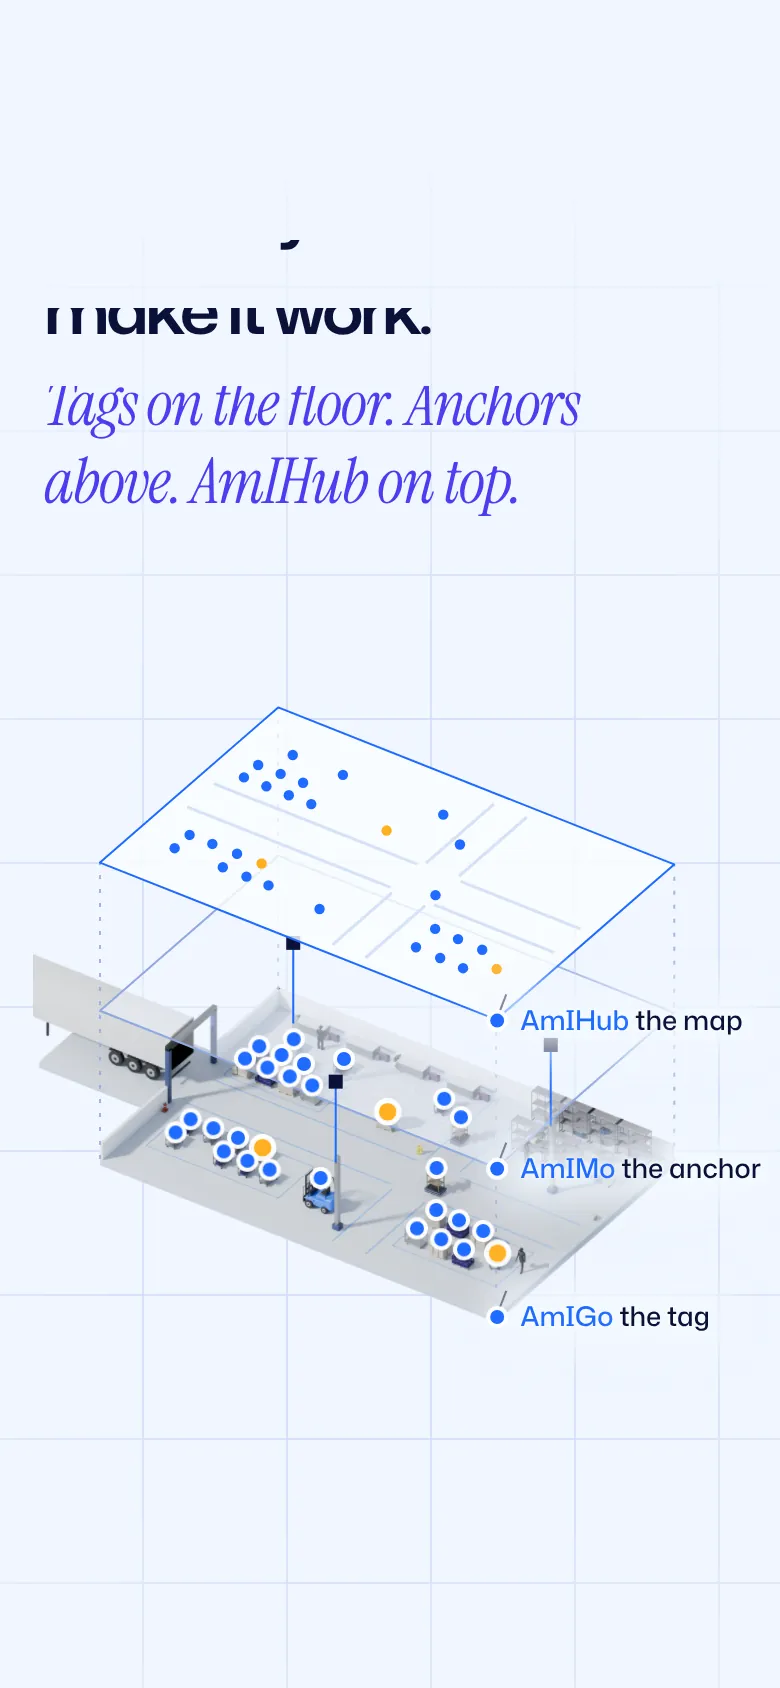 make it work.
Tags on the floor. Anchors
above. AmIHub on top.
AmIHub the map
AmIMo the anchor
AmIGo the tag